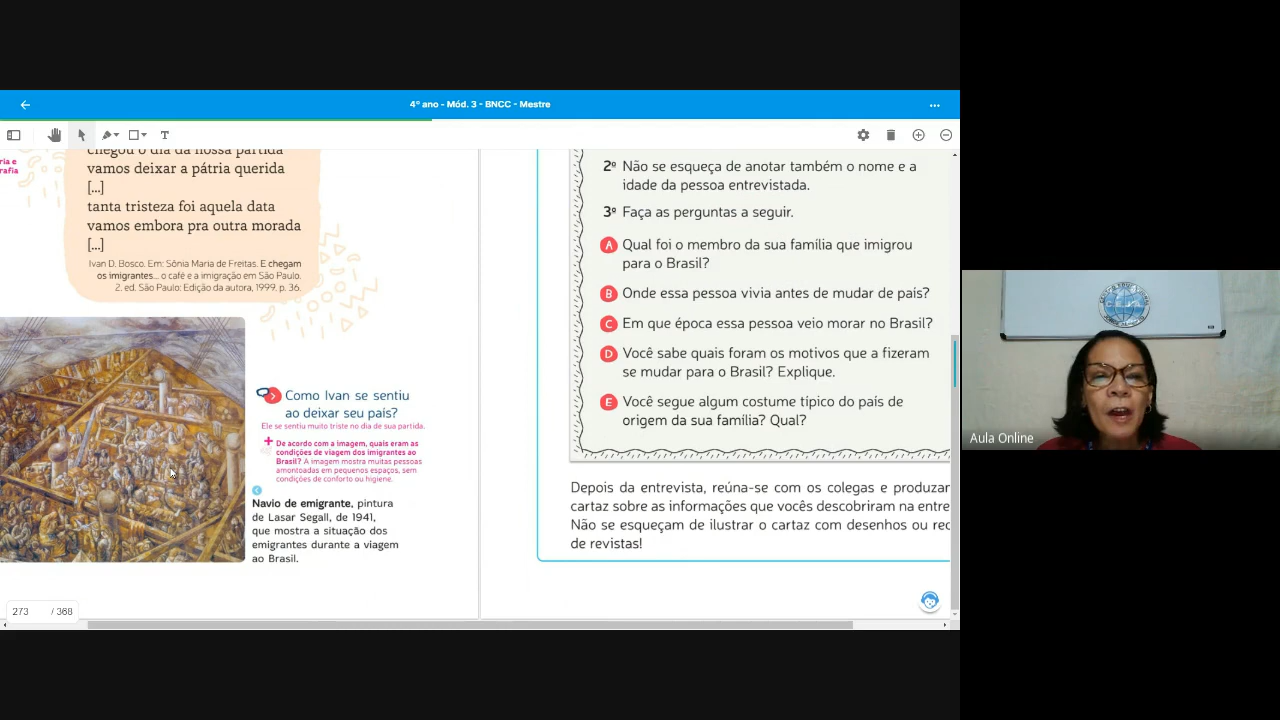 4º ano - Mód. 3 - BNCC - Mestre
T
ria e
rafia
chegou o dia da nossa partida
vamos deixar a pátria querida
[...]
tanta tristeza foi aquela data
vamos embora pra outra morada
[...]
Ivan D. Bosco. Em: Sônia Maria de Freitas. E chegam
os imigrantes... o café e a imigração em São Paulo.
2. ed. São Paulo: Edição da autora, 1999. p. 36.
Como Ivan se sentiu
ao deixar seu país?
Ele se sentiu muito triste no dia de sua partida.
+ De acordo com a imagem, quais eram as
condições de viagem dos imigrantes ao
Brasil? A imagem mostra muitas pessoas
amontoadas em pequenos espaços, sem
condições de conforto ou higiene.
Navio de emigrante, pintura
de Lasar Segall, de 1941,
que mostra a situação dos
emigrantes durante a viagem
ao Brasil.
273 / 368
2º Não se esqueça de anotar também o nome e a
idade da pessoa entrevistada.
3º Faça as perguntas a seguir.
A Qual foi o membro da sua família que imigrou
para o Brasil?
B Onde essa pessoa vivia antes de mudar de país?
C Em que época essa pessoa veio morar no Brasil?
D Você sabe quais foram os motivos que a fizeram
se mudar para o Brasil? Explique.
E Você segue algum costume típico do país de
origem da sua família? Qual?
Depois da entrevista, reúna-se com os colegas e produzar
cartaz sobre as informações que vocês descobriram na entre
Não se esqueçam de ilustrar o cartaz com desenhos ou rec
de revistas!
Aula Online